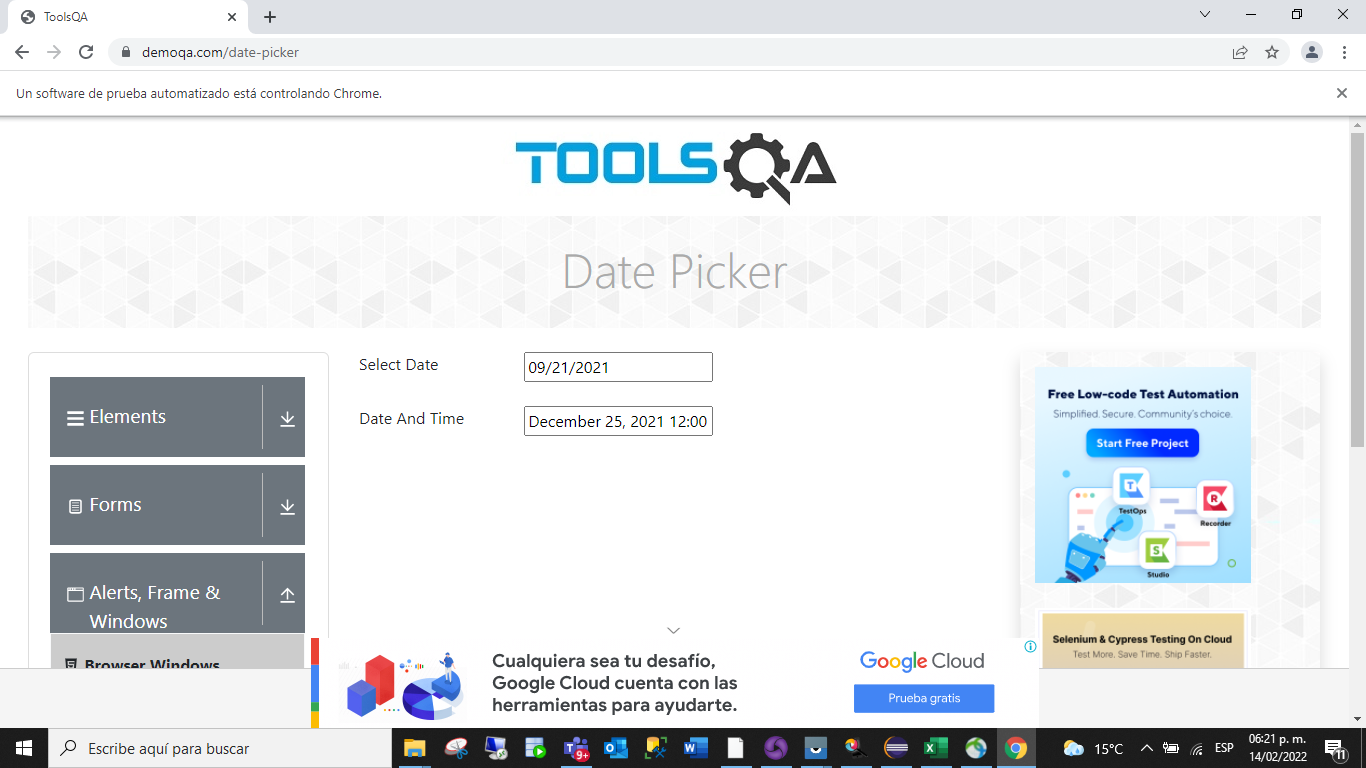 ToolsQA
demoqa.com/date-picker
Un software de prueba automatizado está controlando Chrome.
TOOLSQA
Date Picker
Elements
Forms
Alerts, Frame &
Windows
Browser Windows
Select Date
09/21/2021
Date And Time
December 25, 2021 12:00
Free Low-code Test Automation
Simplified. Secure. Community's choice.
Start Free Project
TestOps
Recorder
Studio
Selenium & Cypress Testing On Cloud
Test More. Save Time. Ship Faster.
Cualquiera sea tu desafío,
Google Cloud cuenta con las
herramientas para ayudarte.
Google Cloud
Prueba gratis
Escribe aquí para buscar
9+
15°C
ESP
06:21 p. m.
14/02/2022
11